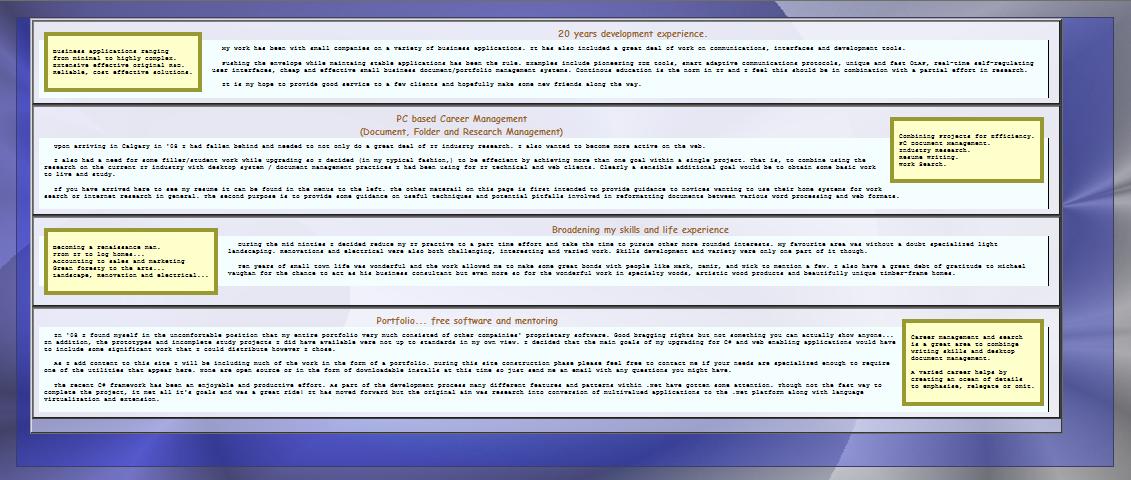 20 years development experience.
Business applications ranging
from minimal to highly complex.
Extensive effective original R&D.
Reliable, cost effective solutions.
My work has been with small companies on a variety of business applications. It has also included a great deal of work on communications, interfaces and development tools.
Pushing the envelope while maintaing stable applications has been the rule. Examples include pioneering RCM tools, smart adaptive communications protocols, unique and fast OLAP, real-time self-regulating
user interfaces, cheap and effective small business document/portfolio management systems. Continous education is the norm in IT and I feel this should be in combination with a partial effort in research.
It is my hope to provide good service to a few clients and hopefully make some new friends along the way.
PC based Career Management
(Document, Folder and Research Management)
Combining Projects for Efficiency.
PC Document Management.
Industry Research.
Resume Writing.
Work Search.
Upon arriving in Calgary in '08 I had fallen behind and needed to not only do a great deal of IT industry research. I also wanted to become more active on the web.
I also had a need for some filler/student work while upgrading so I decided (in my typical fashion,) to be effecient by achieving more than one goal within a single project. That is, to combine using the
research on the current IT industry with desktop system / document management practices I had been using for IT technical and web clients. Clearly a sensible additional goal would be to obtain some basic work
to live and study.
If you have arrived here to see my resume it can be found in the menus to the left. The other materail on this page is first intended to provide guidance to novices wanting to use their home systems for work
search or internet research in general. The second purpose is to provide some guidance on useful techniques and potential pitfalls involved in reformatting documents between various word processing and web formats.
Broadening my skills and life experience
Becoming a renaissance man.
From IT to log homes...
Accounting to sales and marketing
Green foresty to the arts...
Landscape, renovation and electrical...
During the mid nineties I decided reduce my IT practive to a part time effort and take the time to pursue other more rounded interests. My favourite area was without a doubt specialized light
landscaping. Renovations and electrical were also both challenging, interesting and varied work. Skills development and variety were only one part of it though.
Ten years of small town life was wonderful and the work allowed me to make some great bonds with people like Mark, Damir, and Nick to mention a few. I also have a great debt of gratitude to Michael
Vaughan for the chance to act as his business consultant but even more so for the wonderful work in specialty woods, artistic wood products and beautifully unique timber-frame homes.
Portfolio... free software and mentoring
In '08 I found myself in the uncomfortable position that my entire portfolio very much consisted of other companies' proprietary software. Good bragging rights but not something you can actually show anyone...
In addition, the prototypes and incomplete study projects I did have available were not up to standards in my own view. I decided that the main goals of my upgrading for C# and web enabling applications would have
to include some significant work that I could distribute however I chose.
As I add content to this site I will be including much of the work in the form of a portfolio. During this site construction phase please feel free to contact me if your needs are specialized enough to require
one of the utilities that appear here. None are open source or in the form of downloadable installs at this time so just send me an email with any questions you might have.
The recent C# framework has been an enjoyable and productive effort. As part of the development process many different features and patterns within .Net have gotten some attention. Though not the fast way to
complete the project, it met all it's goals and was a great ride! It has moved forward but the original aim was research into conversion of multivalued applications to the .Net platform along with language
virtualization and extension.
Career management and search
is a great area to combine
writing skills and desktop
document management.
A varied career helps by
creating an ocean of details
to emphasise, relegate or omit.